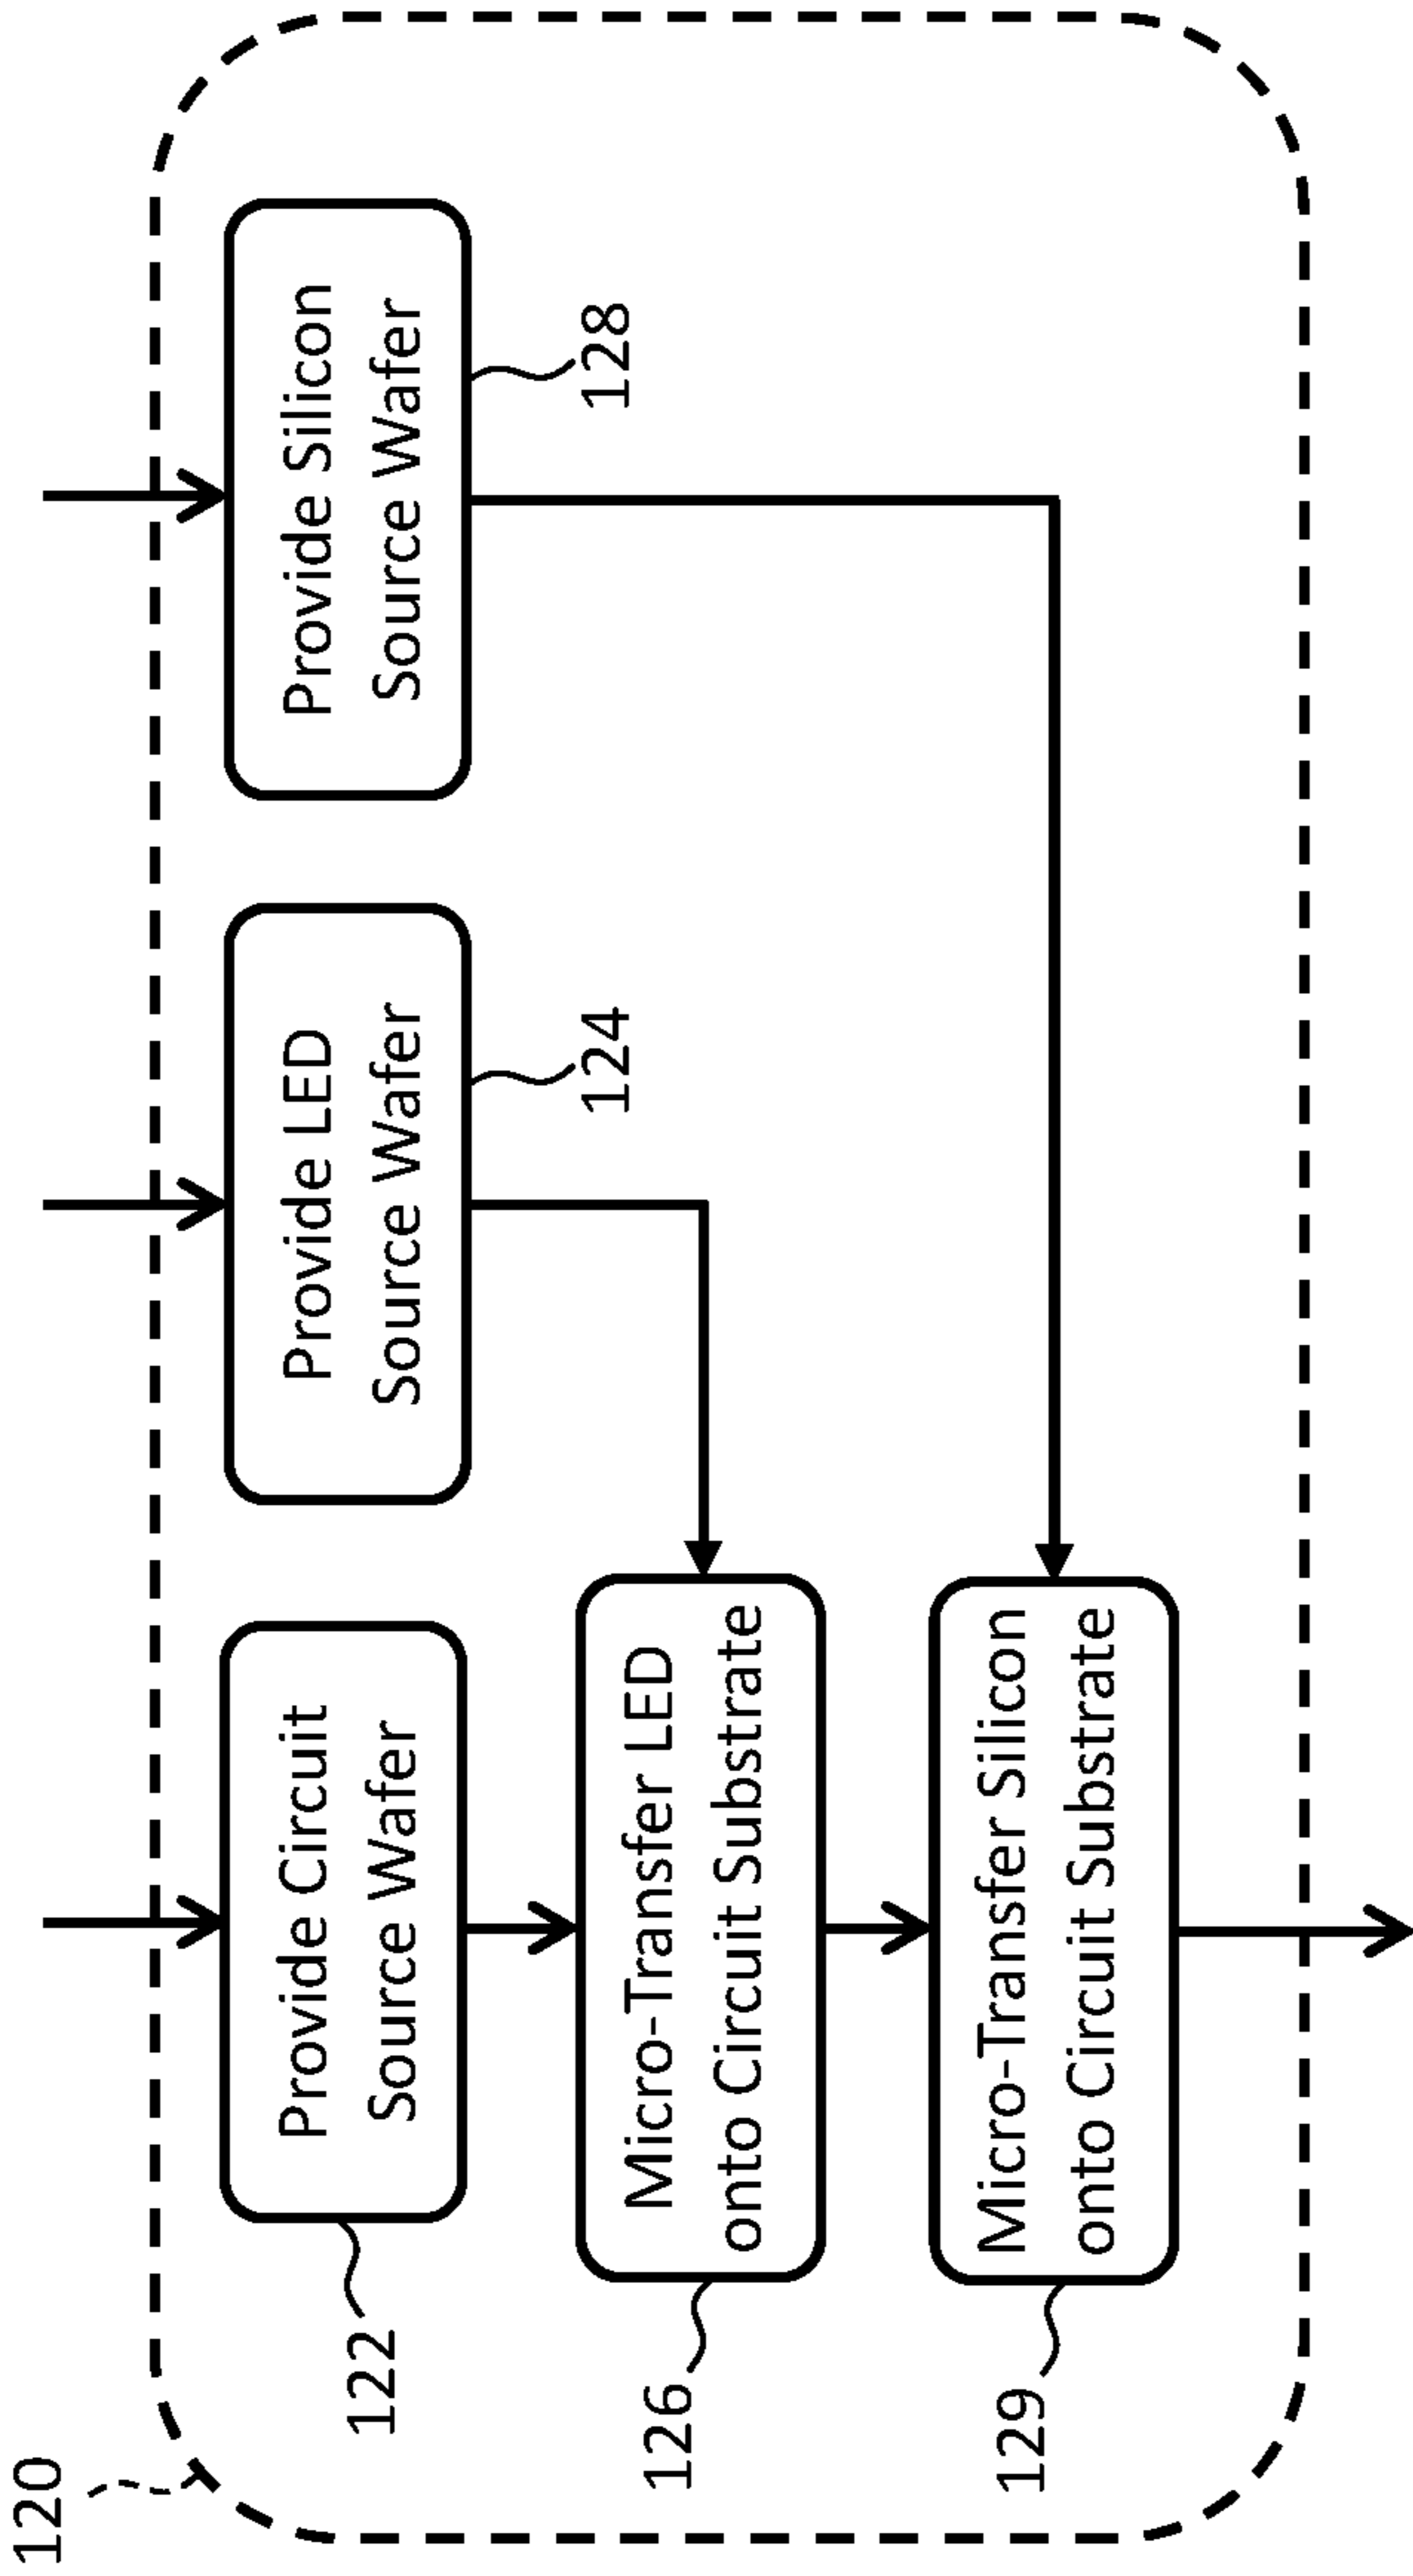 120
Provide Circuit
Source Wafer
122
Provide LED
Source Wafer
124
Provide Silicon
Source Wafer
128
Micro-Transfer LED
onto Circuit Substrate
126
Micro-Transfer Silicon
onto Circuit Substrate
129